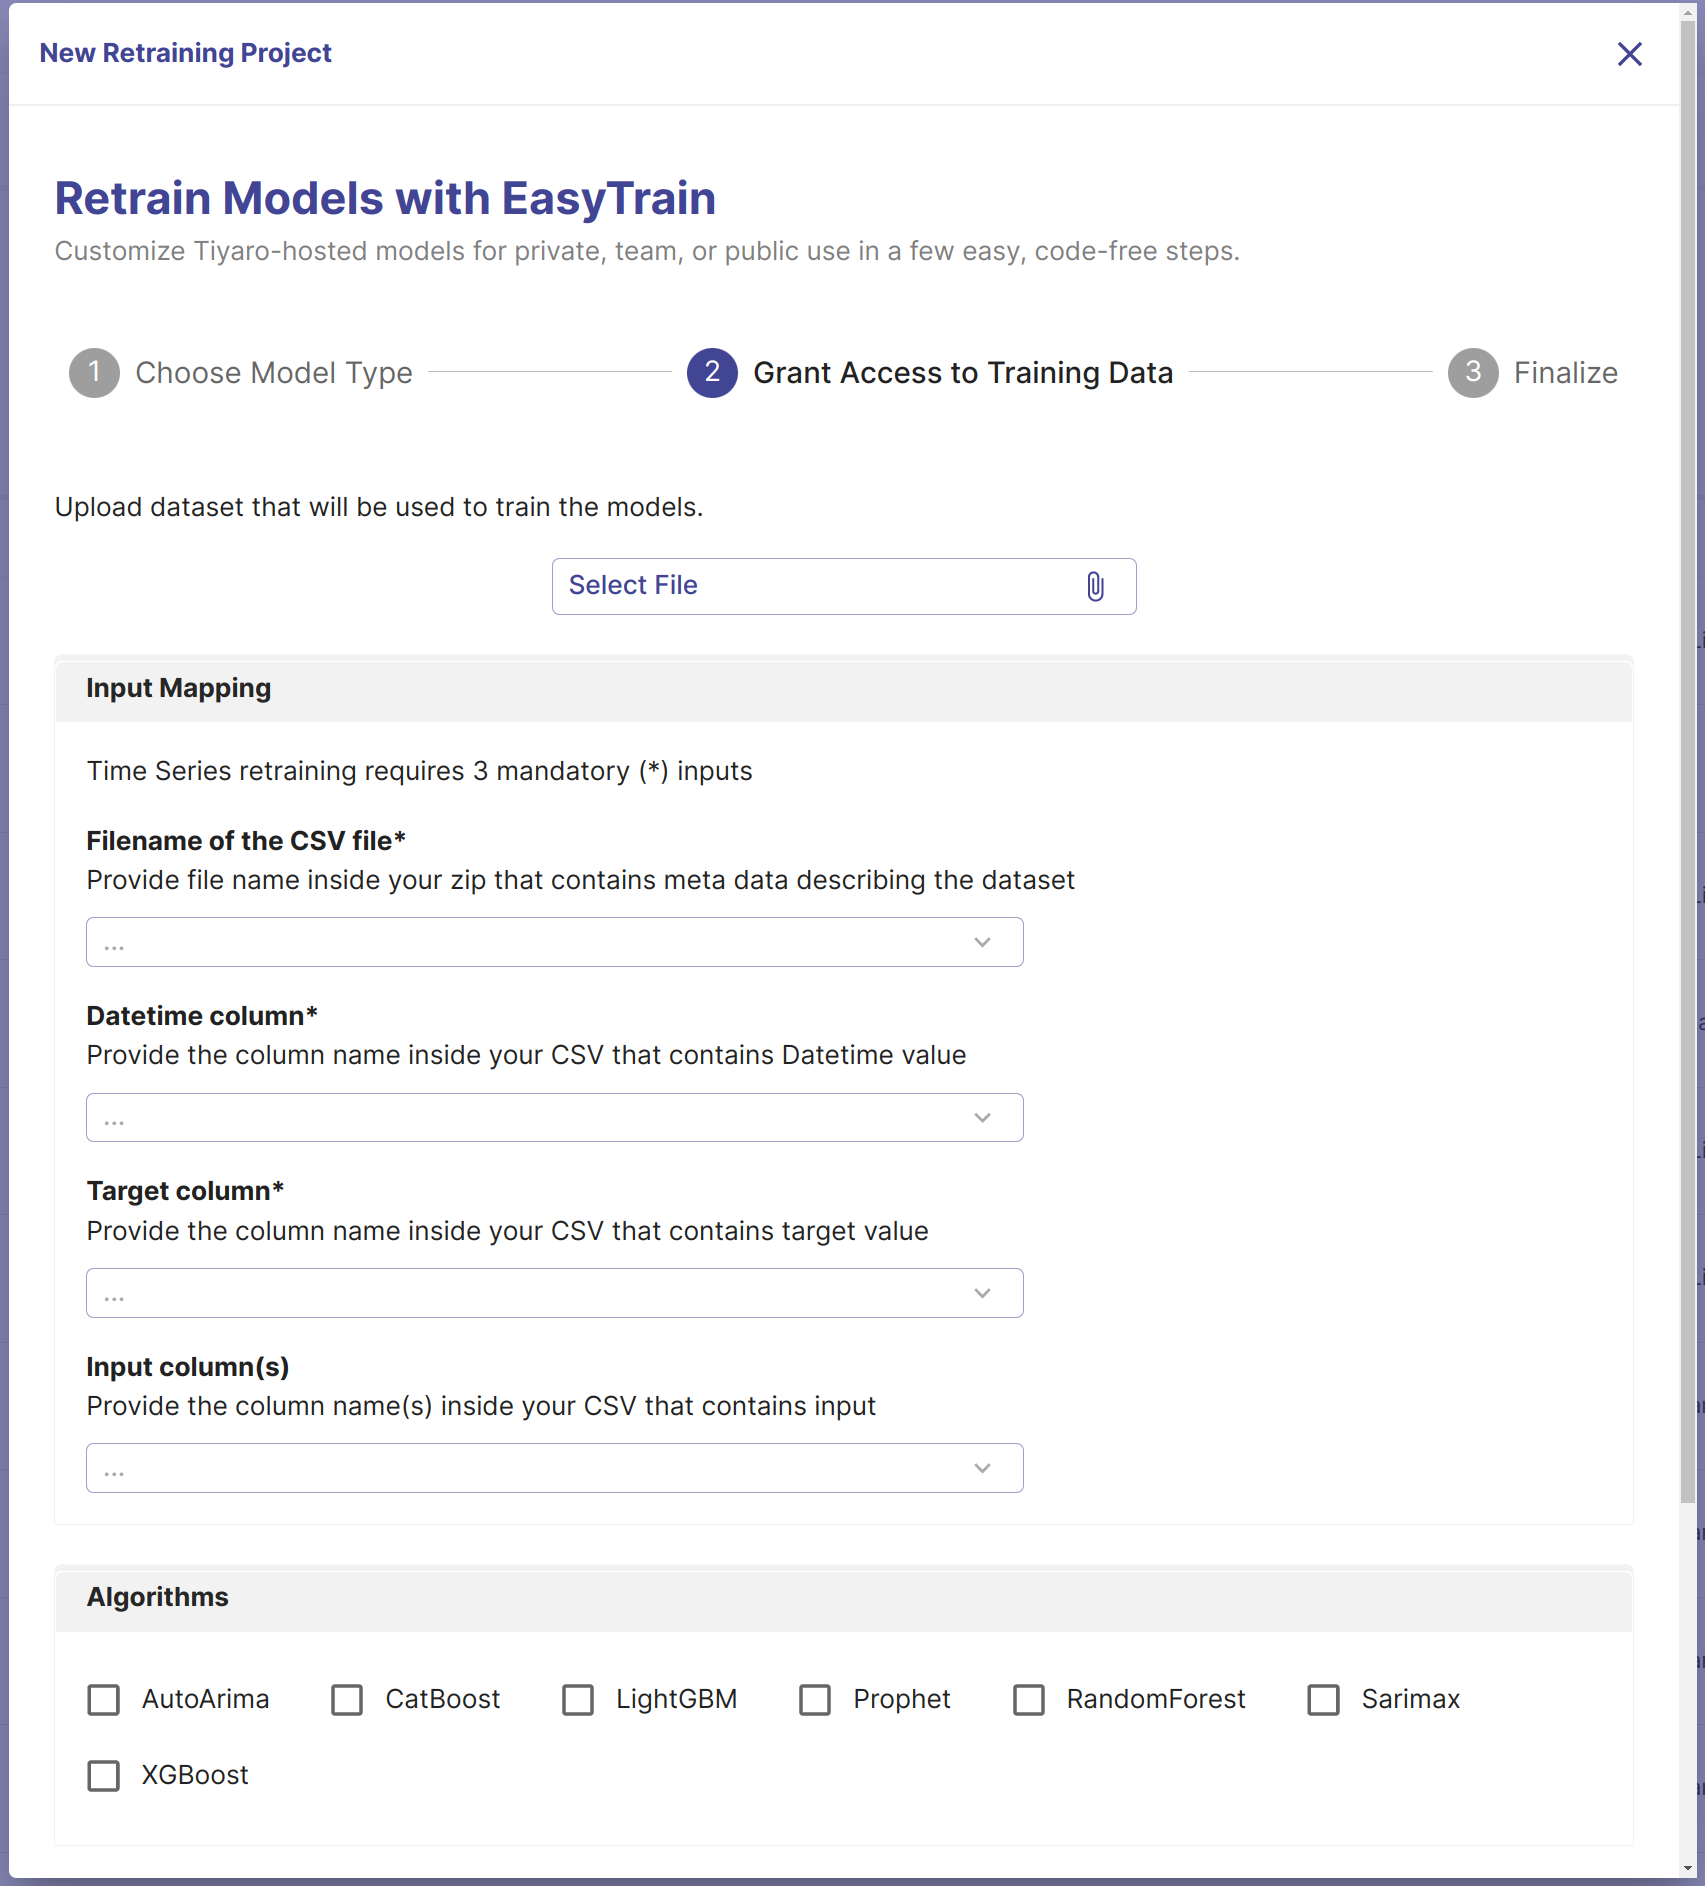 New Retraining Project
Retrain Models with EasyTrain
Customize Tiyaro-hosted models for private, team, or public use in a few easy, code-free steps.
1 Choose Model Type 2 Grant Access to Training Data 3 Finalize
Upload dataset that will be used to train the models.
Select File
Input Mapping
Time Series retraining requires 3 mandatory (*) inputs
Filename of the CSV file*
Provide file name inside your zip that contains meta data describing the dataset
...
Datetime column*
Provide the column name inside your CSV that contains Datetime value
...
Target column*
Provide the column name inside your CSV that contains target value
...
Input column(s)
Provide the column name(s) inside your CSV that contains input
...
Algorithms
AutoArima CatBoost LightGBM Prophet RandomForest Sarimax
XGBoost